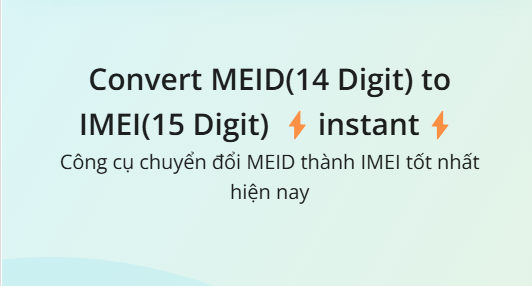 Convert MEID(14 Digit) to
IMEI(15 Digit) ⚡ instant ⚡
Công cụ chuyển đổi MEID thành IMEI tốt nhất
hiện nay